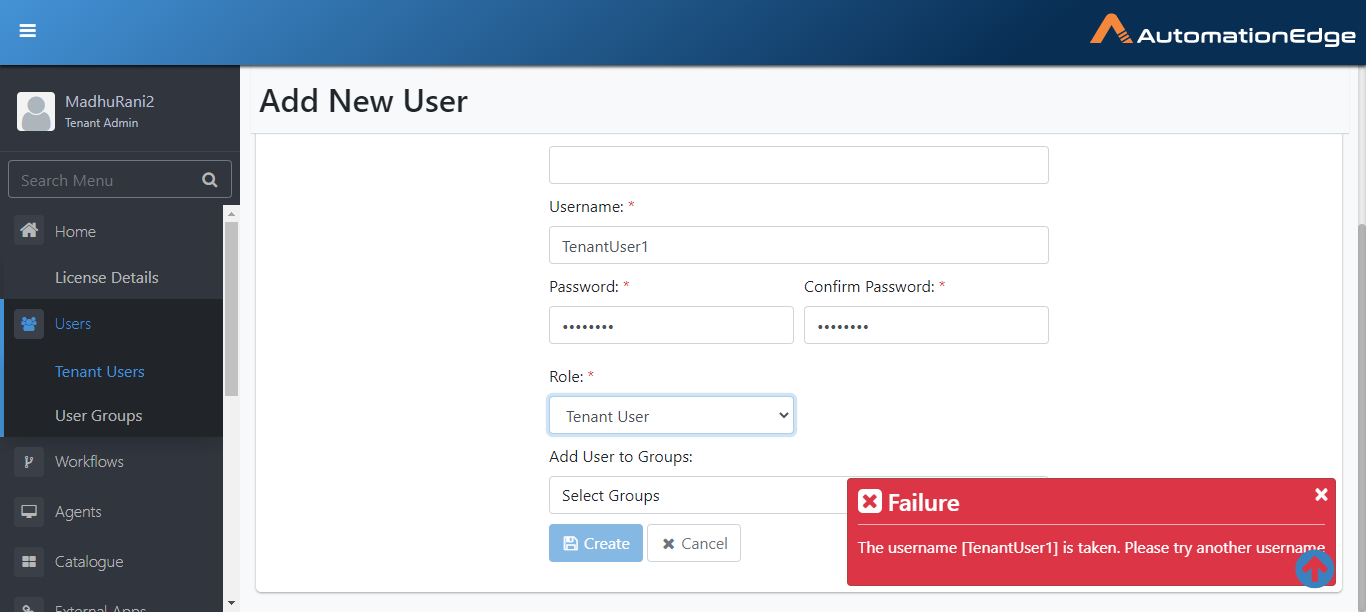 AutomationEdge
MadhuRani2
Tenant Admin
Add New User
Search Menu
Home
License Details
Users
Tenant Users
User Groups
Workflows
Agents
Catalogue
External Apps
Username: *
TenantUser1
Password: *
Confirm Password: *
••••••••
••••••••
Role: *
Tenant User
Add User to Groups:
Select Groups
Create
Cancel
Failure
The username [TenantUser1] is taken. Please try another username